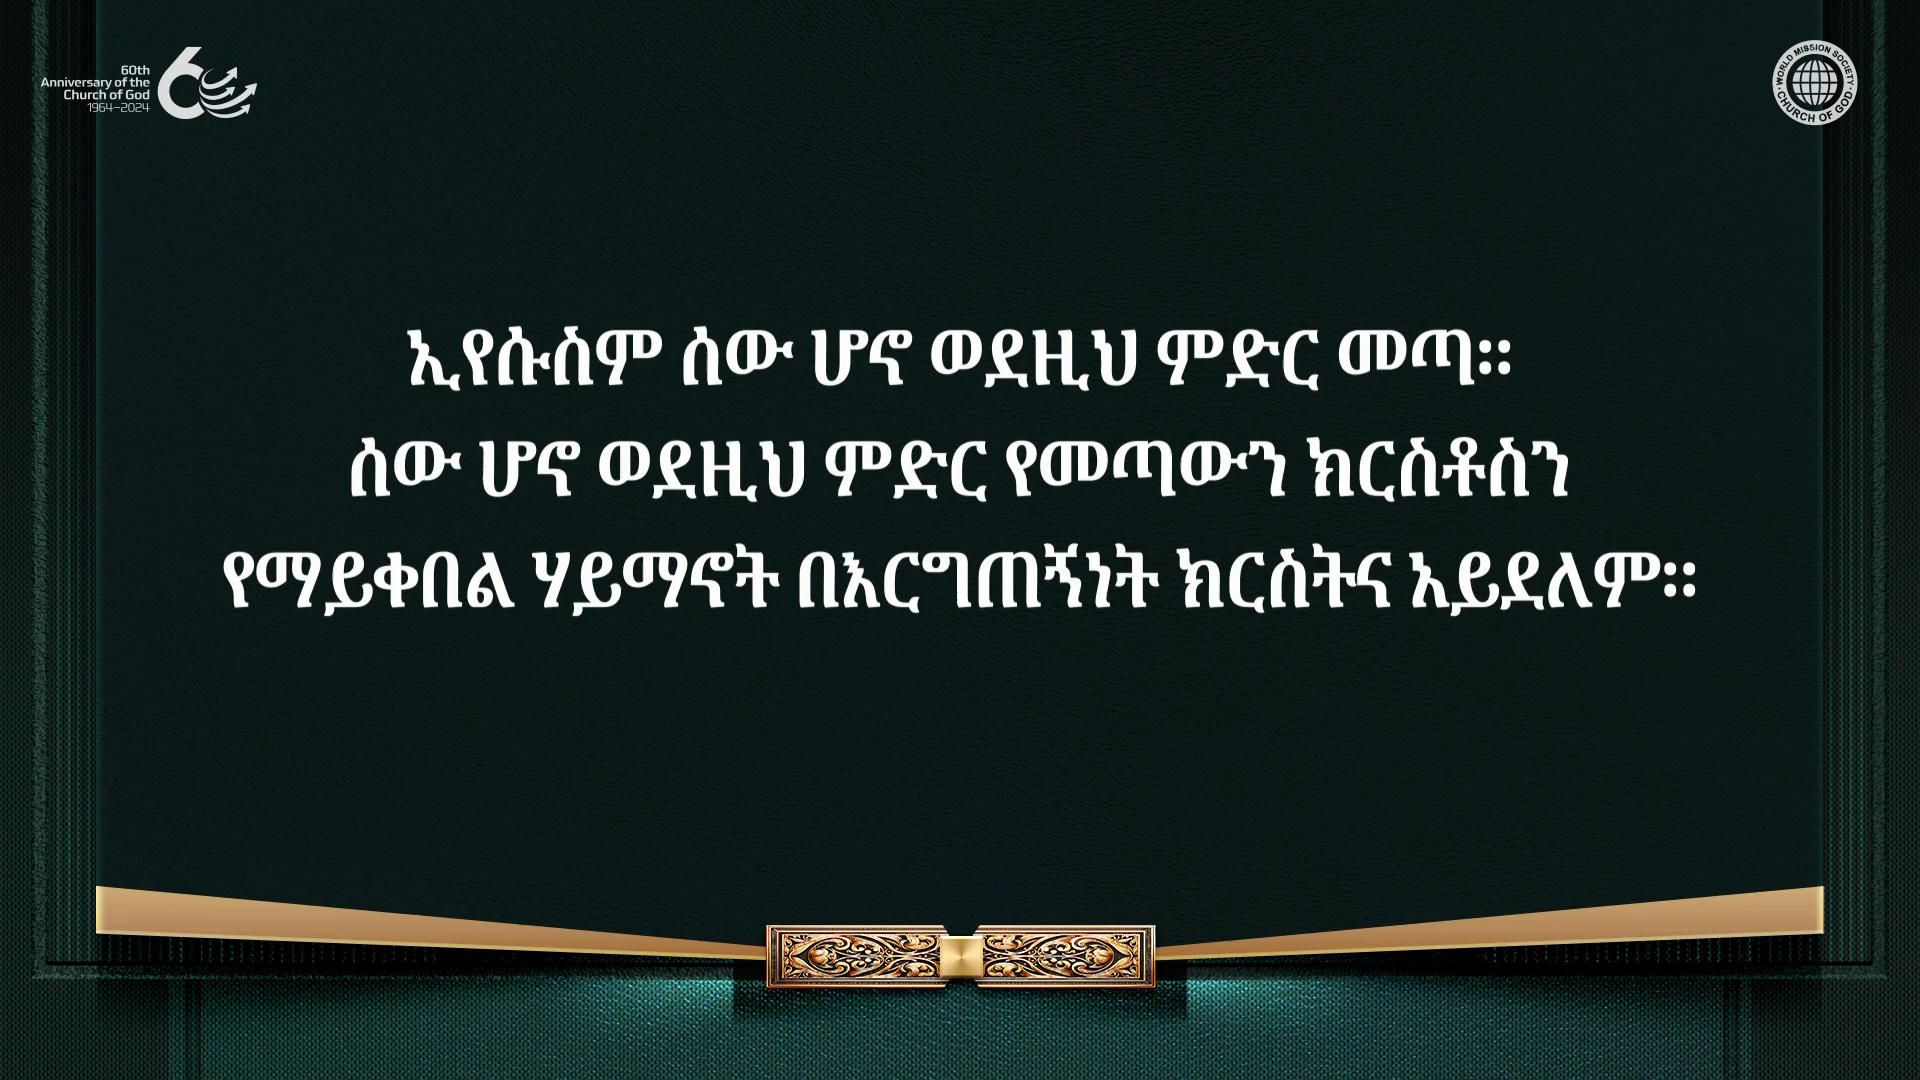 60th
Anniversary of the
Church of God
1964–2024
WORLD MISSION SOCIETY
CHURCH OF GOD
ኢየሱስም ሰው ሆኖ ወደዚህ ምድር መጣ።
ሰው ሆኖ ወደዚህ ምድር የመጣውን ክርስቶስን
የማይቀበል ሃይማኖት በእርግጠኝነት ክርስትና አይደለም።